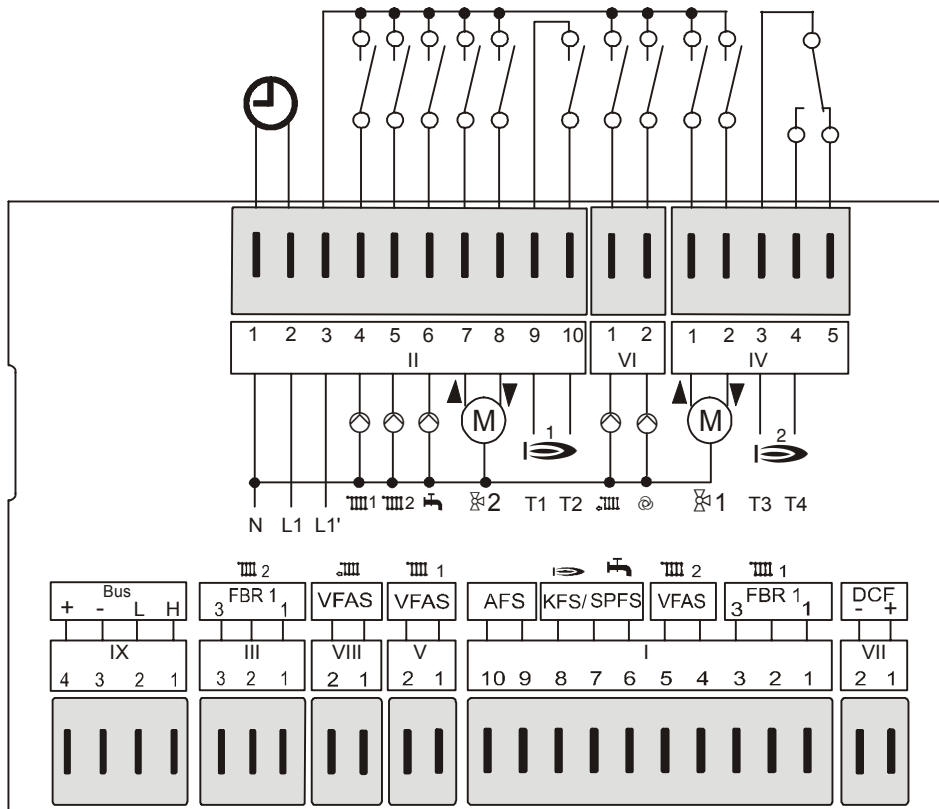 1 2 3 4 5 6 7 8 9 10 1 2 1 2 3 4 5
II VI IV
M M
1 2
N L1 L1' 1 2 2 T1 T2 1 T3 T4
2 1 2 1
Bus FBR 1 VFAS VFAS AFS KFS/ SPFS VFAS FBR 1 DCF
+ - L H 3 1 3 1 - +
IX III VIII V I VII
4 3 2 1 3 2 1 2 1 2 1 10 9 8 7 6 5 4 3 2 1 2 1